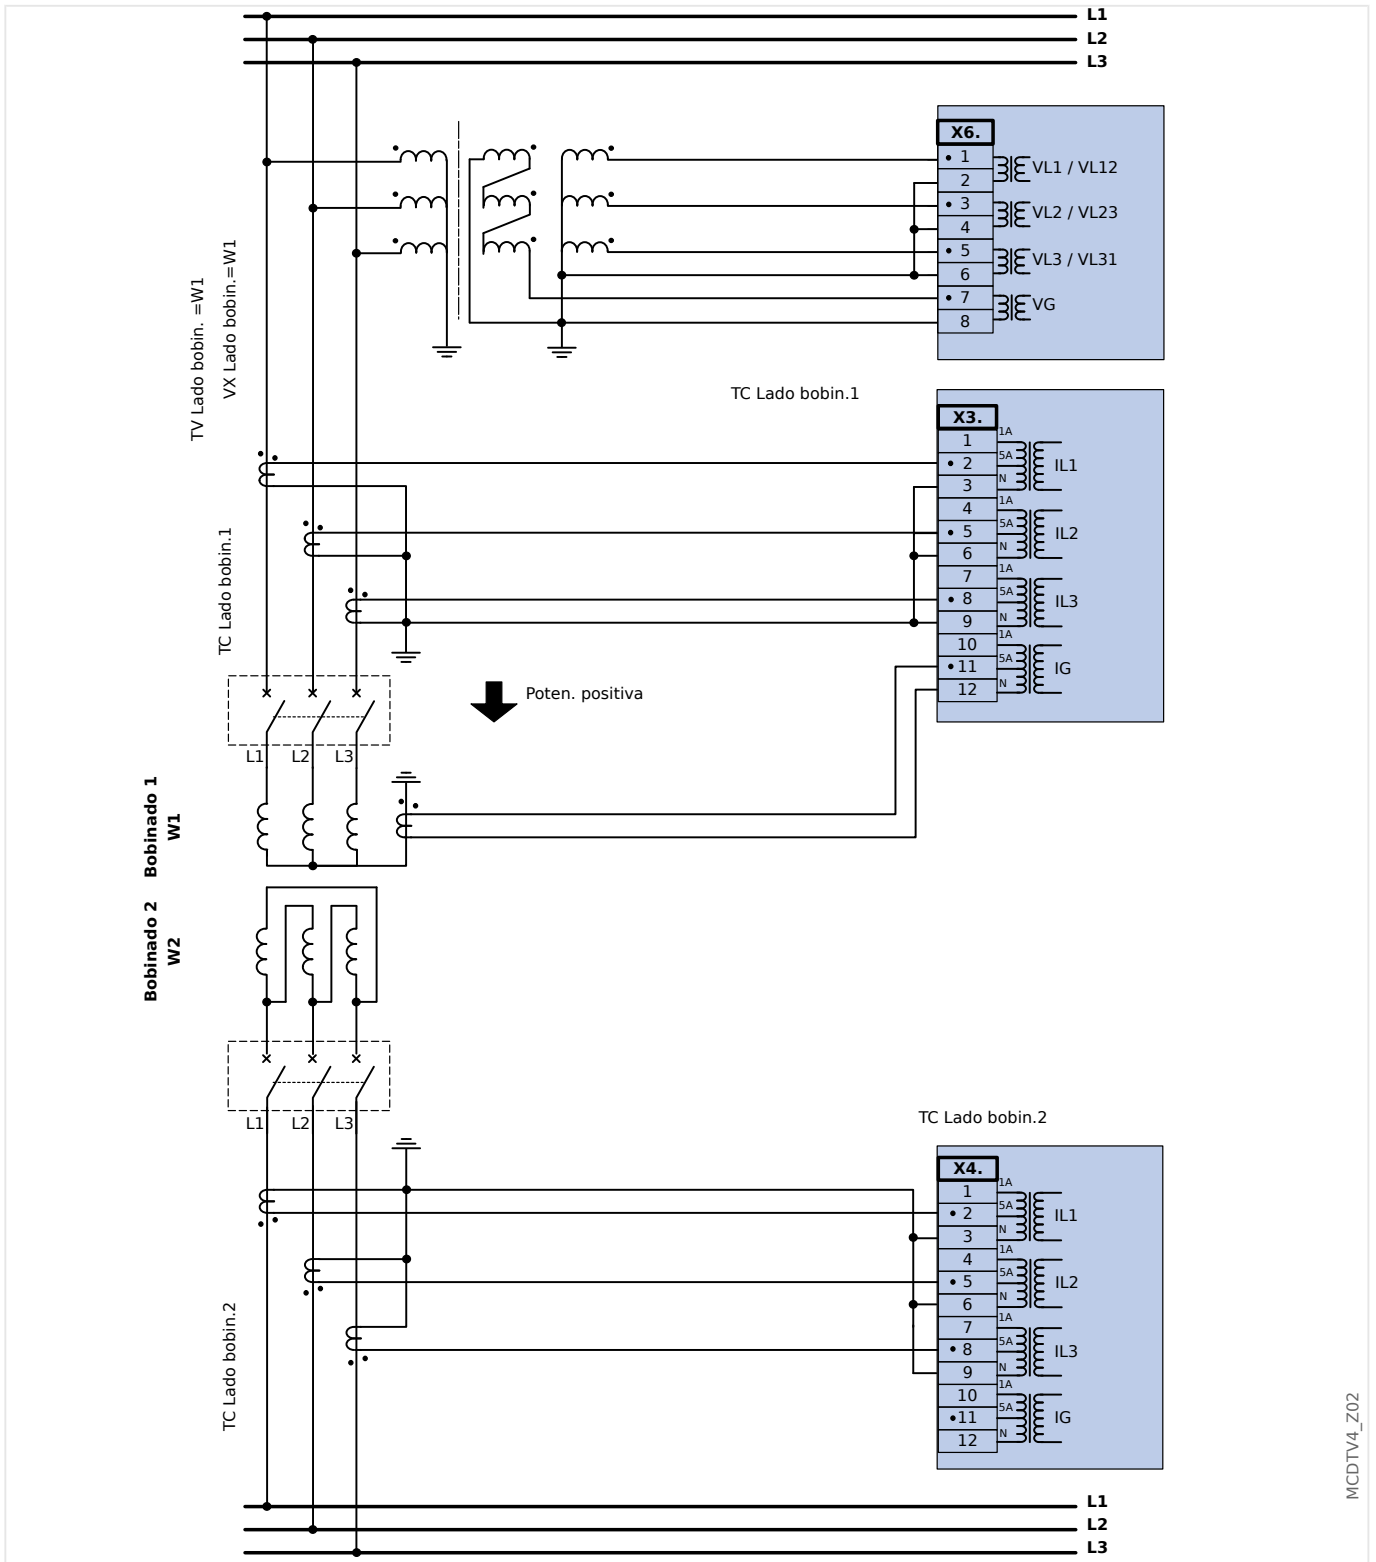 L1
L2
L3
X6.
1
2
3
4
5
6
7
8
VL1 / VL12
VL2 / VL23
VL3 / VL31
VG
TV Lado bobin. =W1
VX Lado bobin.=W1
TC Lado bobin.1
X3.
1
2
3
4
5
6
7
8
9
10
11
12
1A
5A
N
IL1
1A
5A
N
IL2
1A
5A
N
IL3
1A
5A
N
IG
TC Lado bobin.1
Poten. positiva
L1
L2
L3
Bobinado 1
W1
Bobinado 2
W2
L1
L2
L3
TC Lado bobin.2
X4.
1
2
3
4
5
6
7
8
9
10
11
12
1A
5A
N
IL1
1A
5A
N
IL2
1A
5A
N
IL3
1A
5A
N
IG
TC Lado bobin.2
L1
L2
L3
MCDTV4_Z02